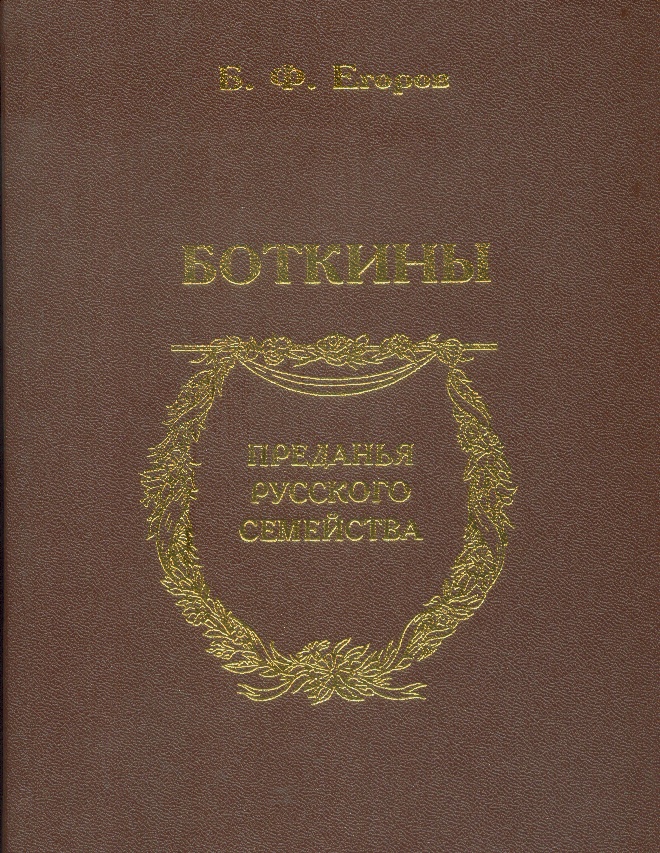 Б. Ф. Егоров
БОТКИНЫ
ПРЕДАНЬЯ
РУССКОГО
СЕМЕЙСТВА